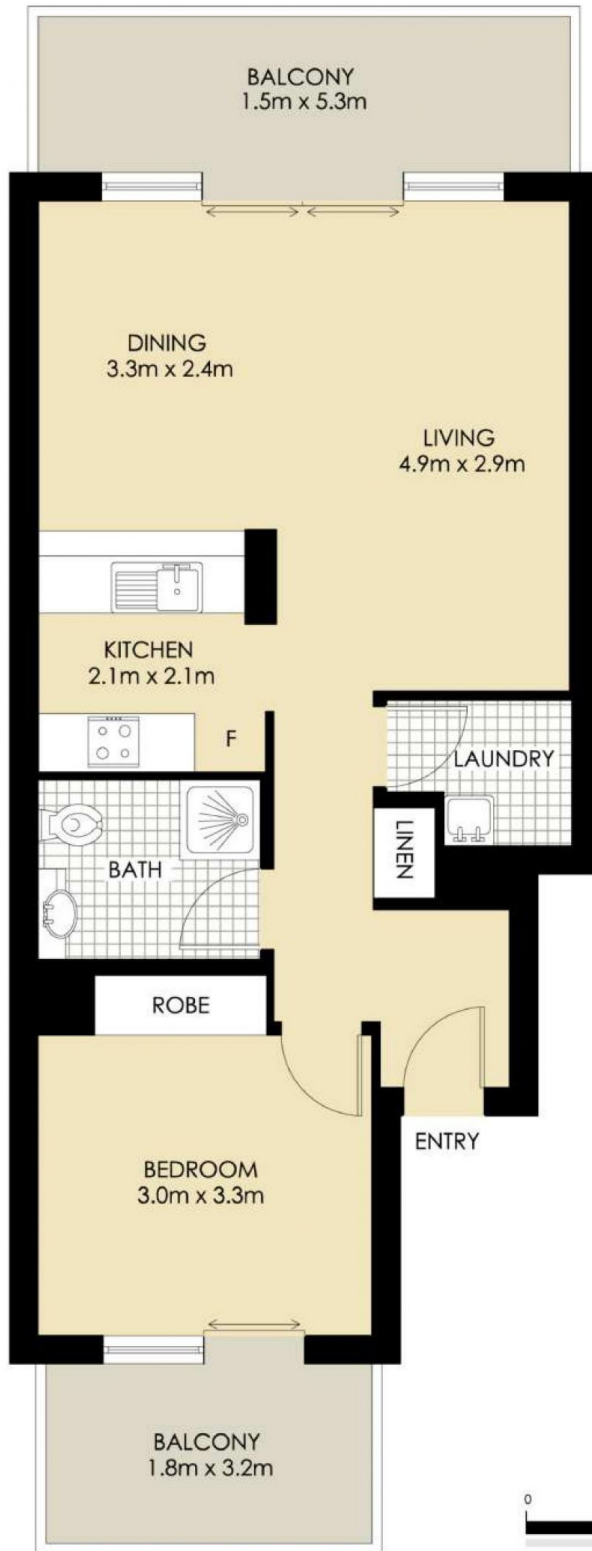 BALCONY
1.5m x 5.3m
DINING
3.3m x 2.4m
LIVING
4.9m x 2.9m
KITCHEN
2.1m x 2.1m
F
LAUNDRY
LINEN
BATH
ROBE
ENTRY
BEDROOM
3.0m x 3.3m
BALCONY
1.8m x 3.2m
0